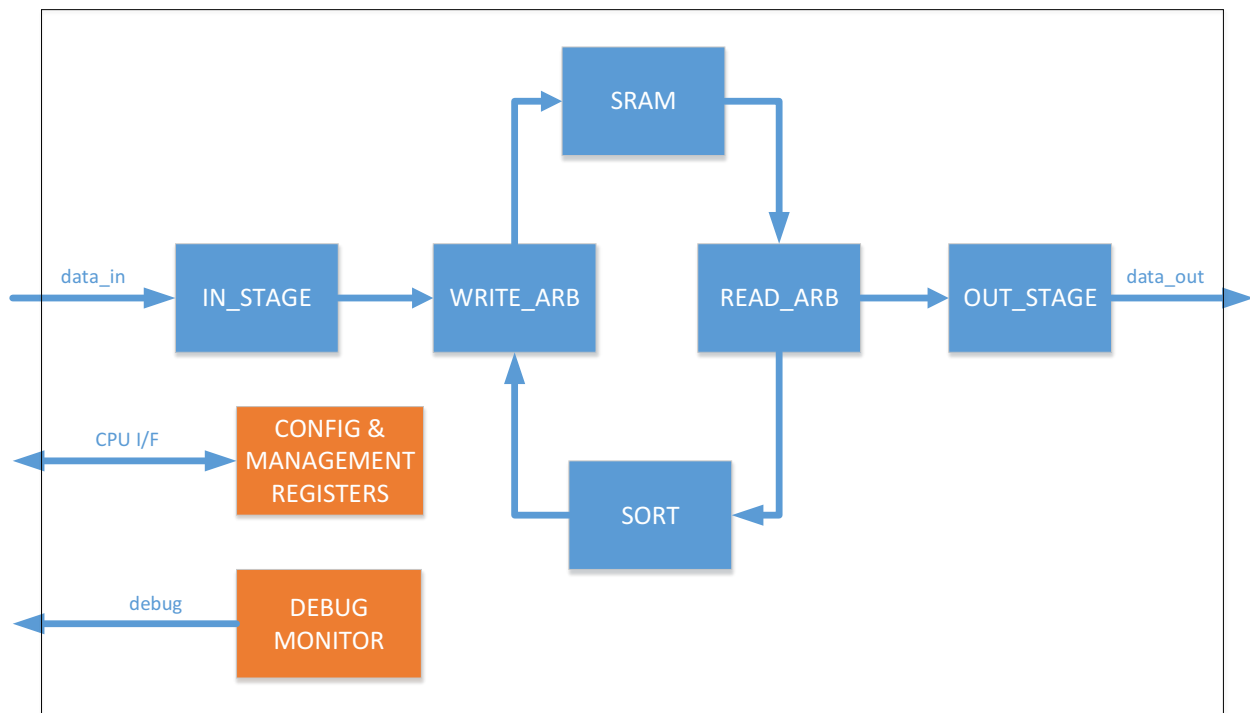 SRAM
data_in
IN_STAGE
WRITE_ARB
READ_ARB
OUT_STAGE
data_out
CPU I/F
CONFIG &
MANAGEMENT
REGISTERS
SORT
debug
DEBUG
MONITOR